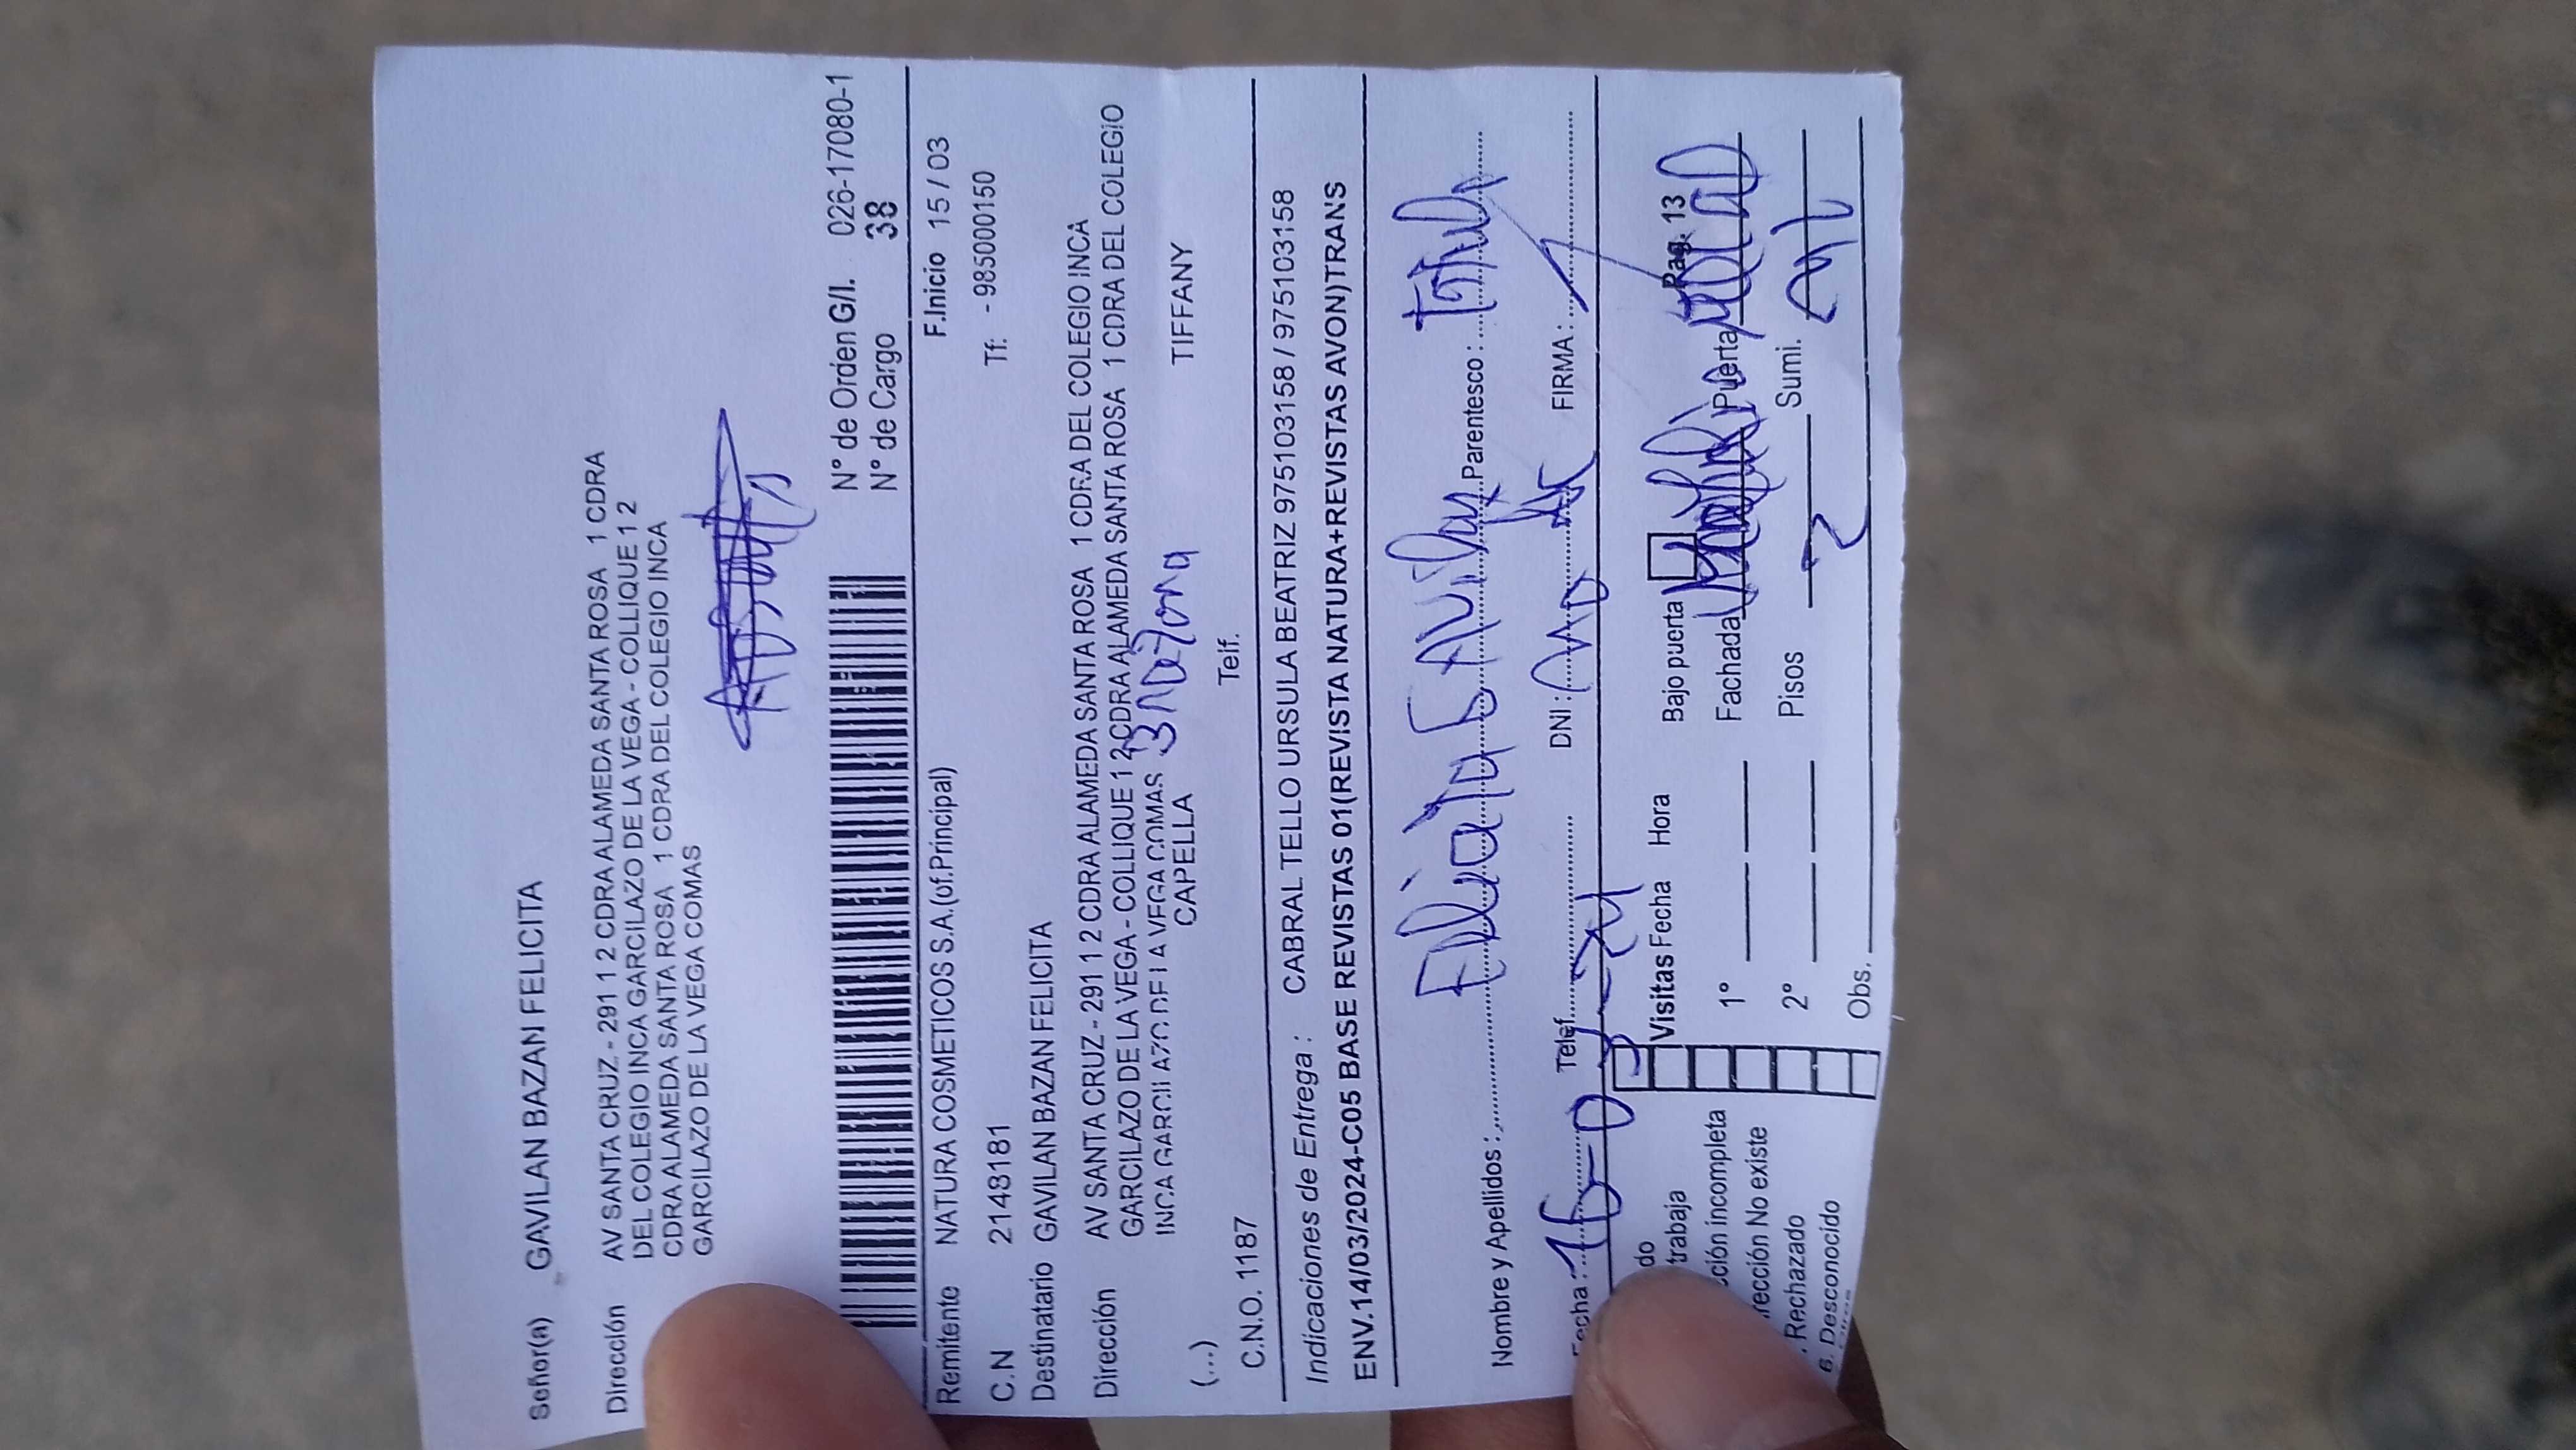 Señor(a) GAVILAN BAZAN FELICITA
Dirección AV SANTA CRUZ - 291 1 2 CDRA ALAMEDA SANTA ROSA 1 CDRA
DEL COLEGIO INCA GARCILAZO DE LA VEGA - COLLIQUE 1 2
CDRA ALAMEDA SANTA ROSA 1 CDRA DEL COLEGIO INCA
GARCILAZO DE LA VEGA COMAS
N° de Orden G/I. 026-17080-1
N° de Cargo 38
Remitente NATURA COSMETICOS S.A.(of.Principal) F.Inicio 15 / 03
C.N 2148181 Tf: - 985000150
Destinatario GAVILAN BAZAN FELICITA
Dirección AV SANTA CRUZ - 291 1 2 CDRA ALAMEDA SANTA ROSA 1 CDRA DEL COLEGIO INCA
GARCILAZO DE LA VEGA - COLLIQUE 1 2 CDRA ALAMEDA SANTA ROSA 1 CDRA DEL COLEGIO
INCA GARCILAZO DE LA VEGA COMAS
(...) CAPELLA TIFFANY
C.N.O. 1187 Telf.
Indicaciones de Entrega : CABRAL TELLO URSULA BEATRIZ 975103158 / 975103158
ENV.14/03/2024-C05 BASE REVISTAS 01(REVISTA NATURA+REVISTAS AVON)TRANS
Nombre y Apellidos : Parentesco :
Fecha : Telef. DNI : FIRMA :
do
trabaja Visitas Fecha Hora Bajo puerta Pag. 13
cción incompleta 1° Fachada Puerta
rección No existe
. Rechazado 2° Pisos 2 Sumi.
6. Desconocido Obs.